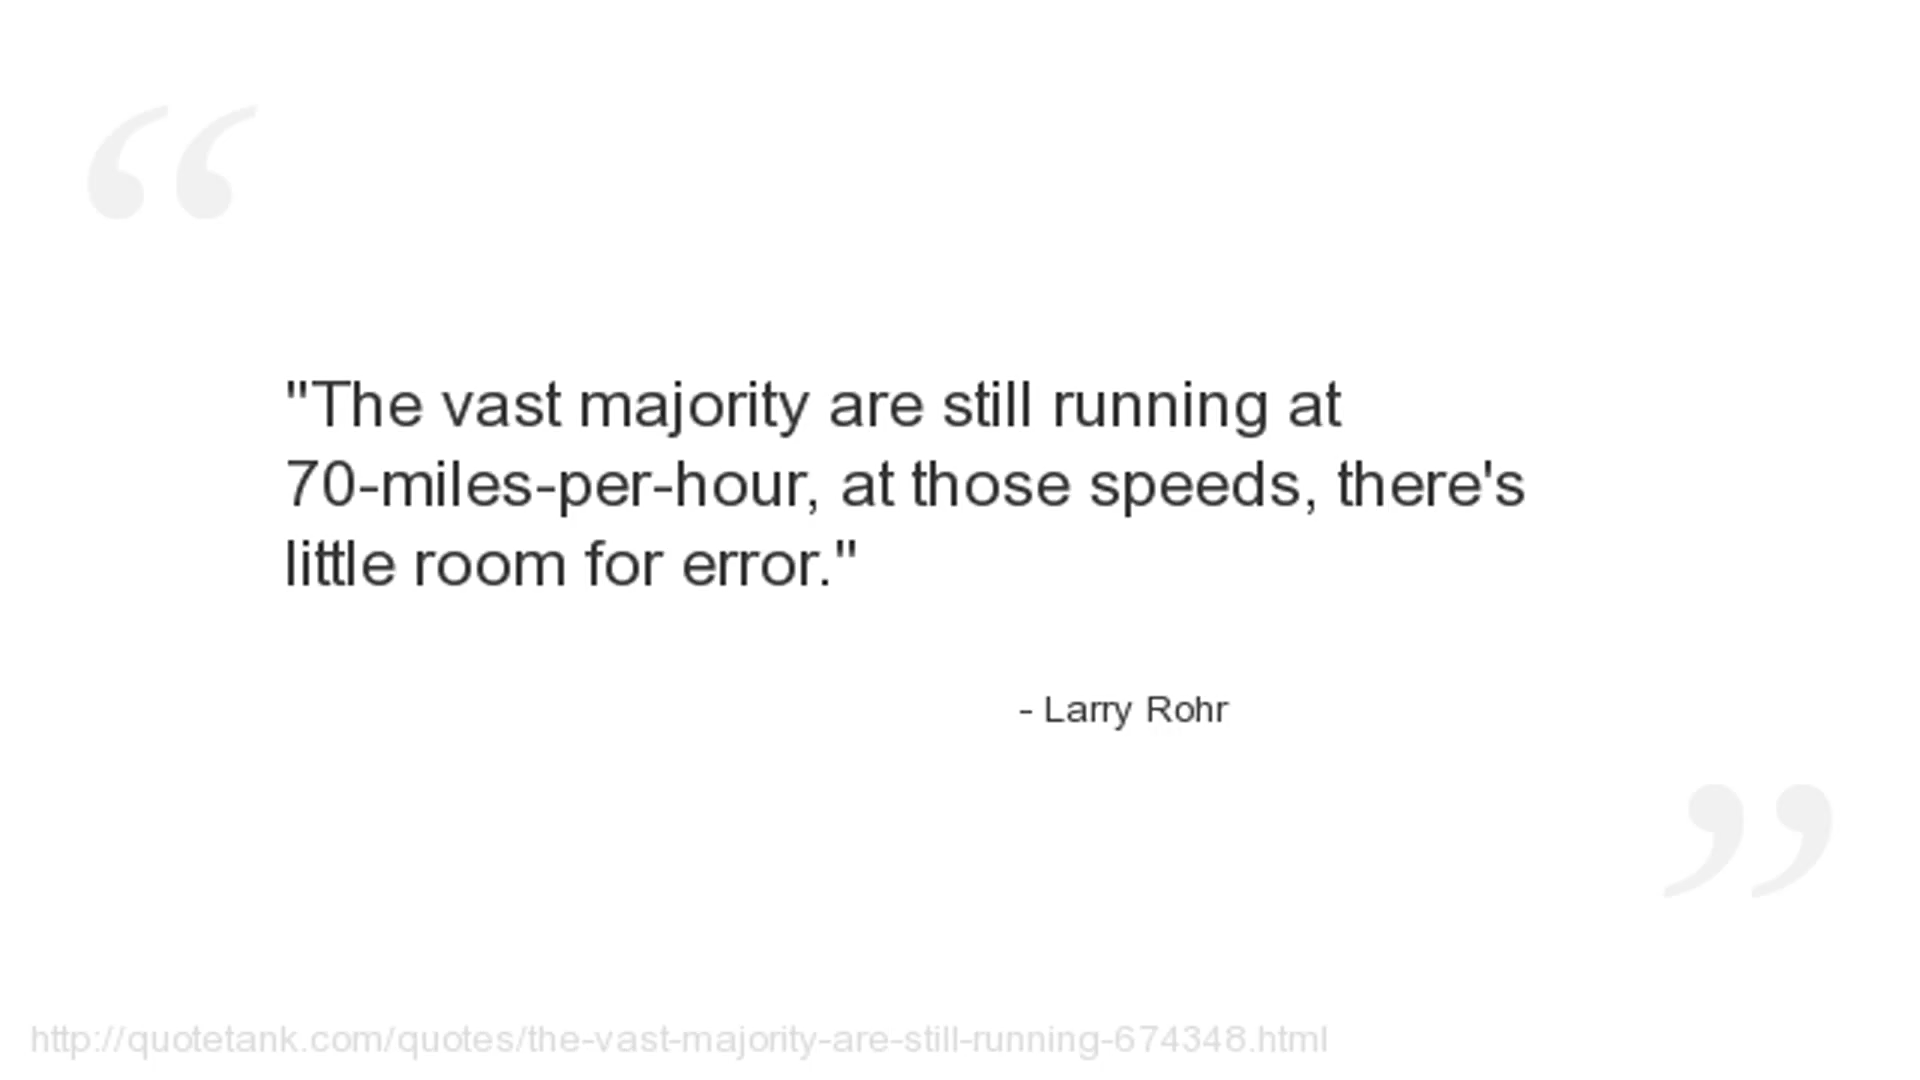 "The vast majority are still running at
70-miles-per-hour, at those speeds, there's
little room for error."
- Larry Rohr
http://quotetank.com/quotes/the-vast-majority-are-still-running-674348.html